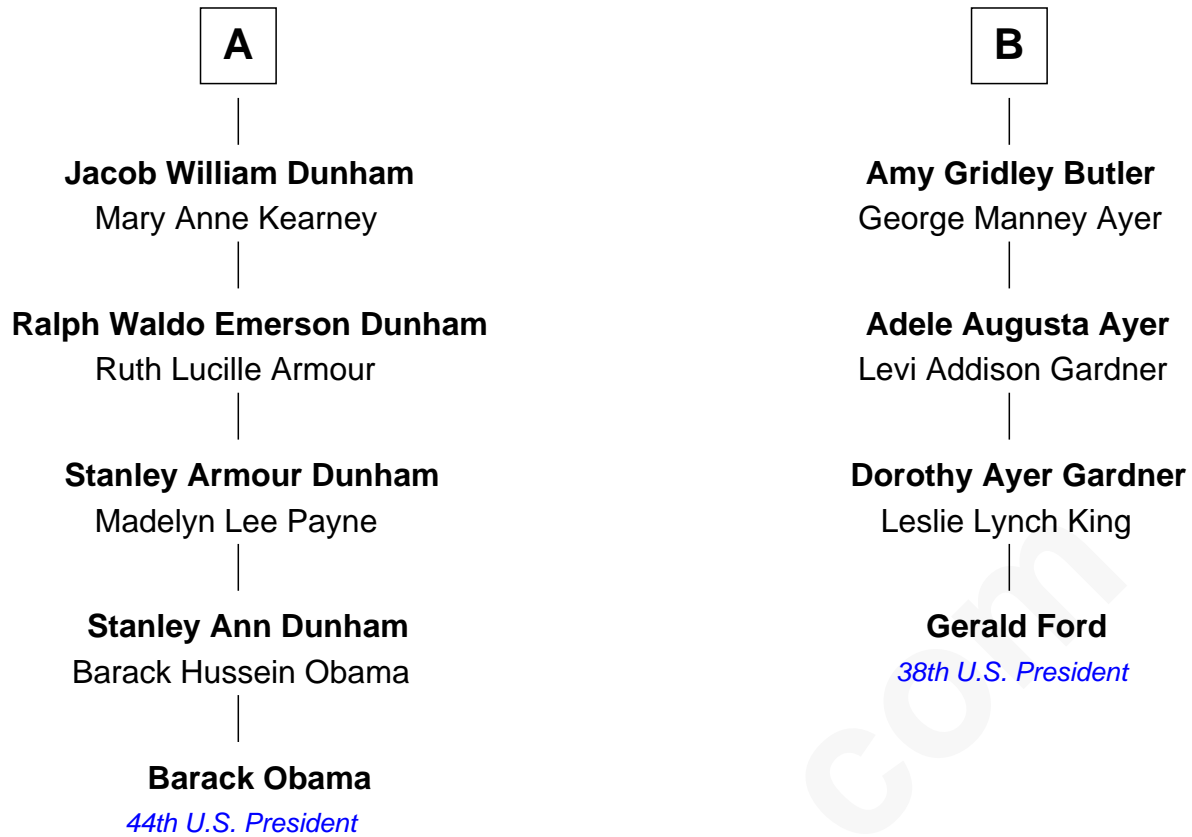 A
Jacob William Dunham
Mary Anne Kearney
Ralph Waldo Emerson Dunham
Ruth Lucille Armour
Stanley Armour Dunham
Madelyn Lee Payne
Stanley Ann Dunham
Barack Hussein Obama
Barack Obama
44th U.S. President
B
Amy Gridley Butler
George Manney Ayer
Adele Augusta Ayer
Levi Addison Gardner
Dorothy Ayer Gardner
Leslie Lynch King
Gerald Ford
38th U.S. President
com